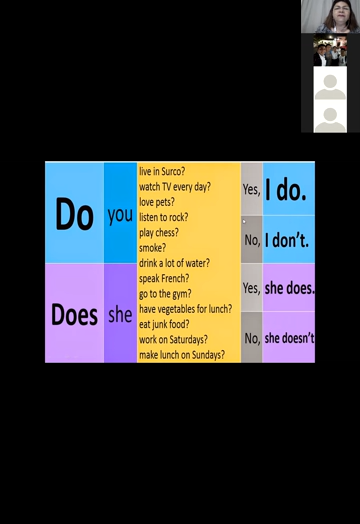 Do you
live in Surco?
watch TV every day?
love pets?
listen to rock?
play chess?
smoke?
drink a lot of water?
speak French?
go to the gym?
have vegetables for lunch?
eat junk food?
work on Saturdays?
make lunch on Sundays?
Yes, I do.
No, I don't.
Does she
Yes, she does.
No, she doesn't